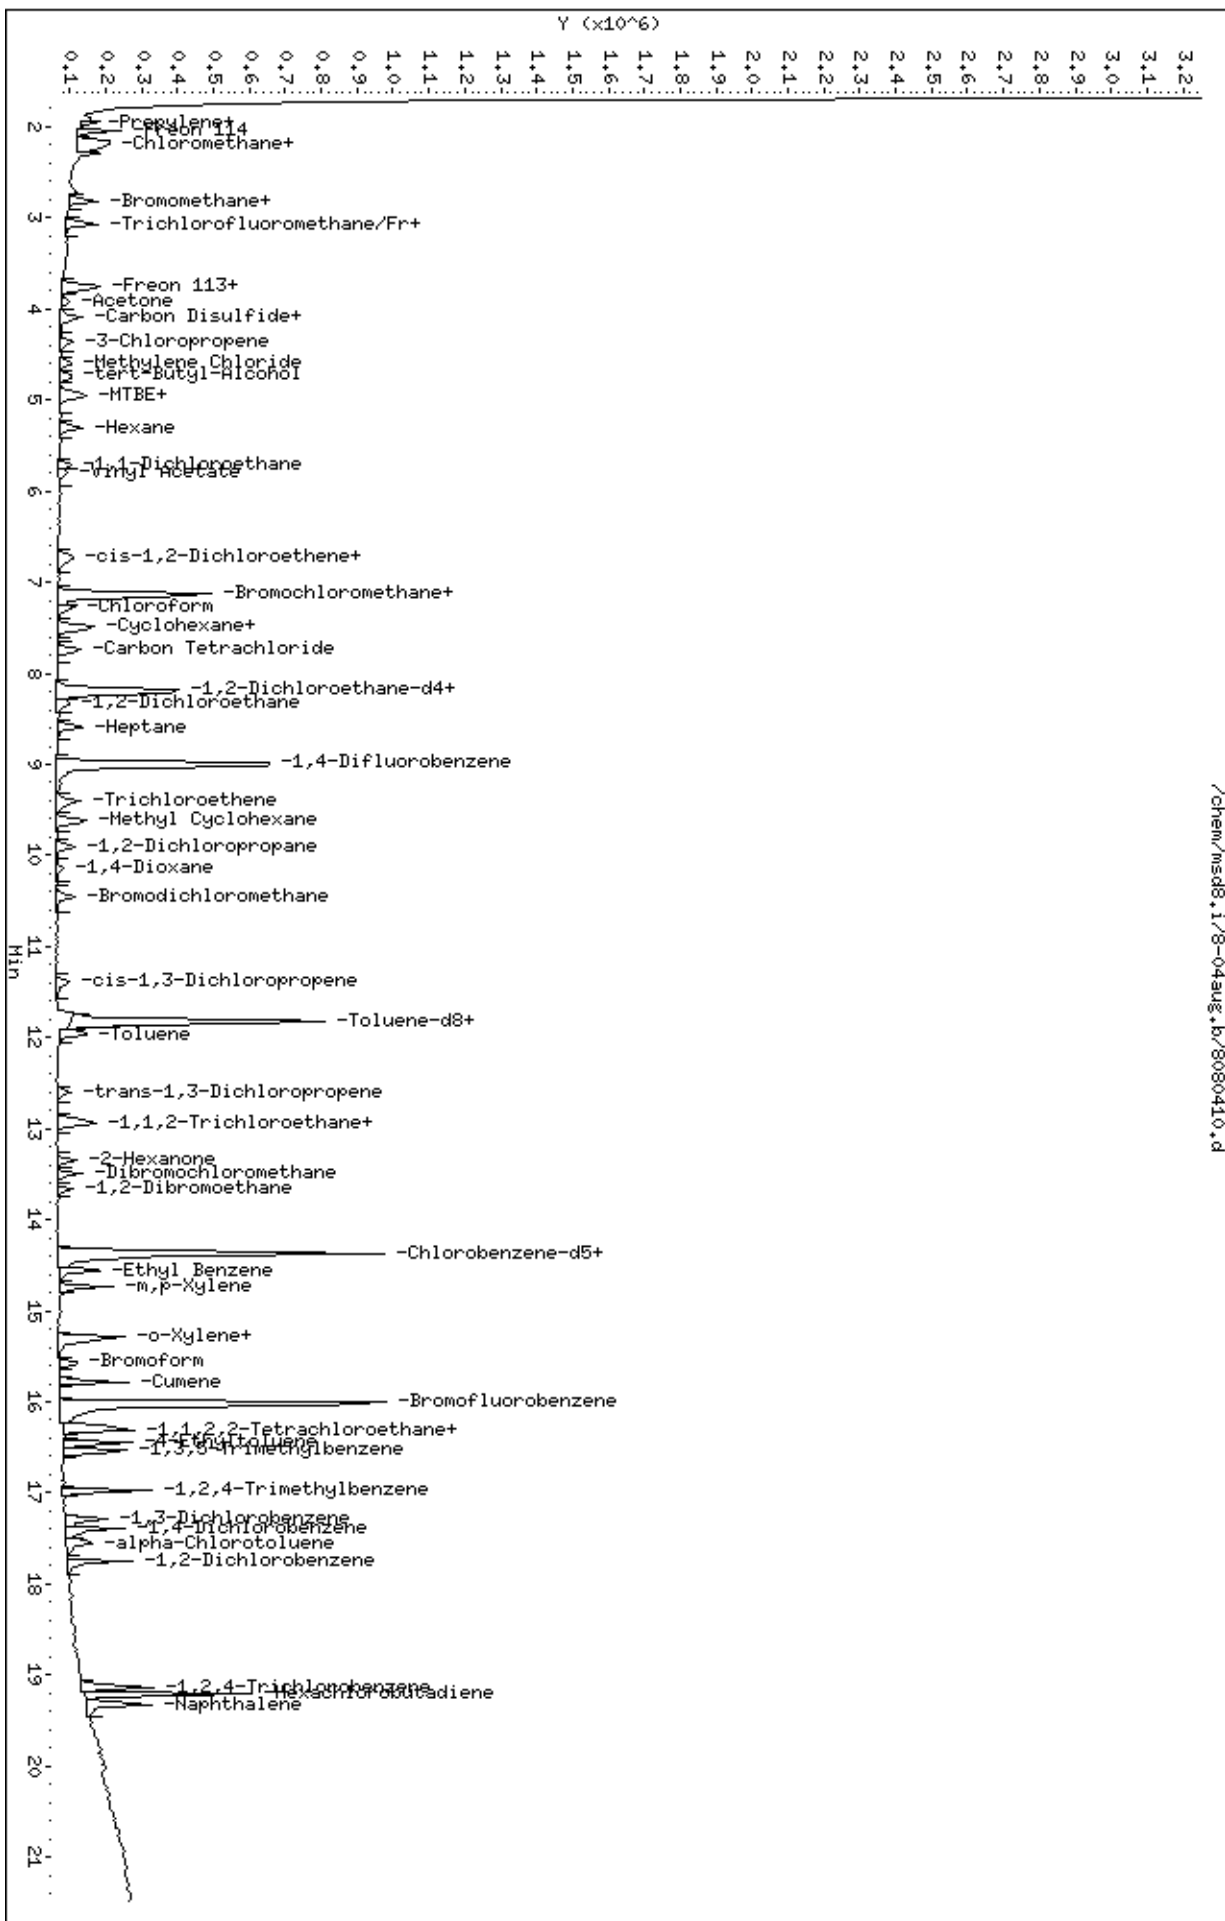 Y (x10^6)
0.1
0.2
0.3
0.4
0.5
0.6
0.7
0.8
0.9
1.0
1.1
1.2
1.3
1.4
1.5
1.6
1.7
1.8
1.9
2.0
2.1
2.2
2.3
2.4
2.5
2.6
2.7
2.8
2.9
3.0
3.1
3.2
/chem/msd8.i/8-04aug.b/8080410.d
2
3
4
5
6
7
8
9
10
11
12
13
14
15
16
17
18
19
20
21
Min
-Propylene+
-Freon 114
-Chloromethane+
-Bromomethane+
-Trichlorofluoromethane/Fr+
-Freon 113+
-Acetone
-Carbon Disulfide+
-3-Chloropropene
-Methylene Chloride
-tert-Butyl-Alcohol
-MTBE+
-Hexane
-1,1-Dichloroethane
-Vinyl Acetate
-cis-1,2-Dichloroethene+
-Bromochloromethane+
-Chloroform
-Cyclohexane+
-Carbon Tetrachloride
-1,2-Dichloroethane-d4+
-1,2-Dichloroethane
-Heptane
-1,4-Difluorobenzene
-Trichloroethene
-Methyl Cyclohexane
-1,2-Dichloropropane
-1,4-Dioxane
-Bromodichloromethane
-cis-1,3-Dichloropropene
-Toluene-d8+
-Toluene
-trans-1,3-Dichloropropene
-1,1,2-Trichloroethane+
-2-Hexanone
-Dibromochloromethane
-1,2-Dibromoethane
-Chlorobenzene-d5+
-Ethyl Benzene
-m,p-Xylene
-o-Xylene+
-Bromoform
-Cumene
-Bromofluorobenzene
-1,1,2,2-Tetrachloroethane+
-4-Ethyltoluene
-1,3,5-Trimethylbenzene
-1,2,4-Trimethylbenzene
-1,3-Dichlorobenzene
-1,4-Dichlorobenzene
-alpha-Chlorotoluene
-1,2-Dichlorobenzene
-1,2,4-Trichlorobenzene
-Hexachlorobutadiene
-Naphthalene